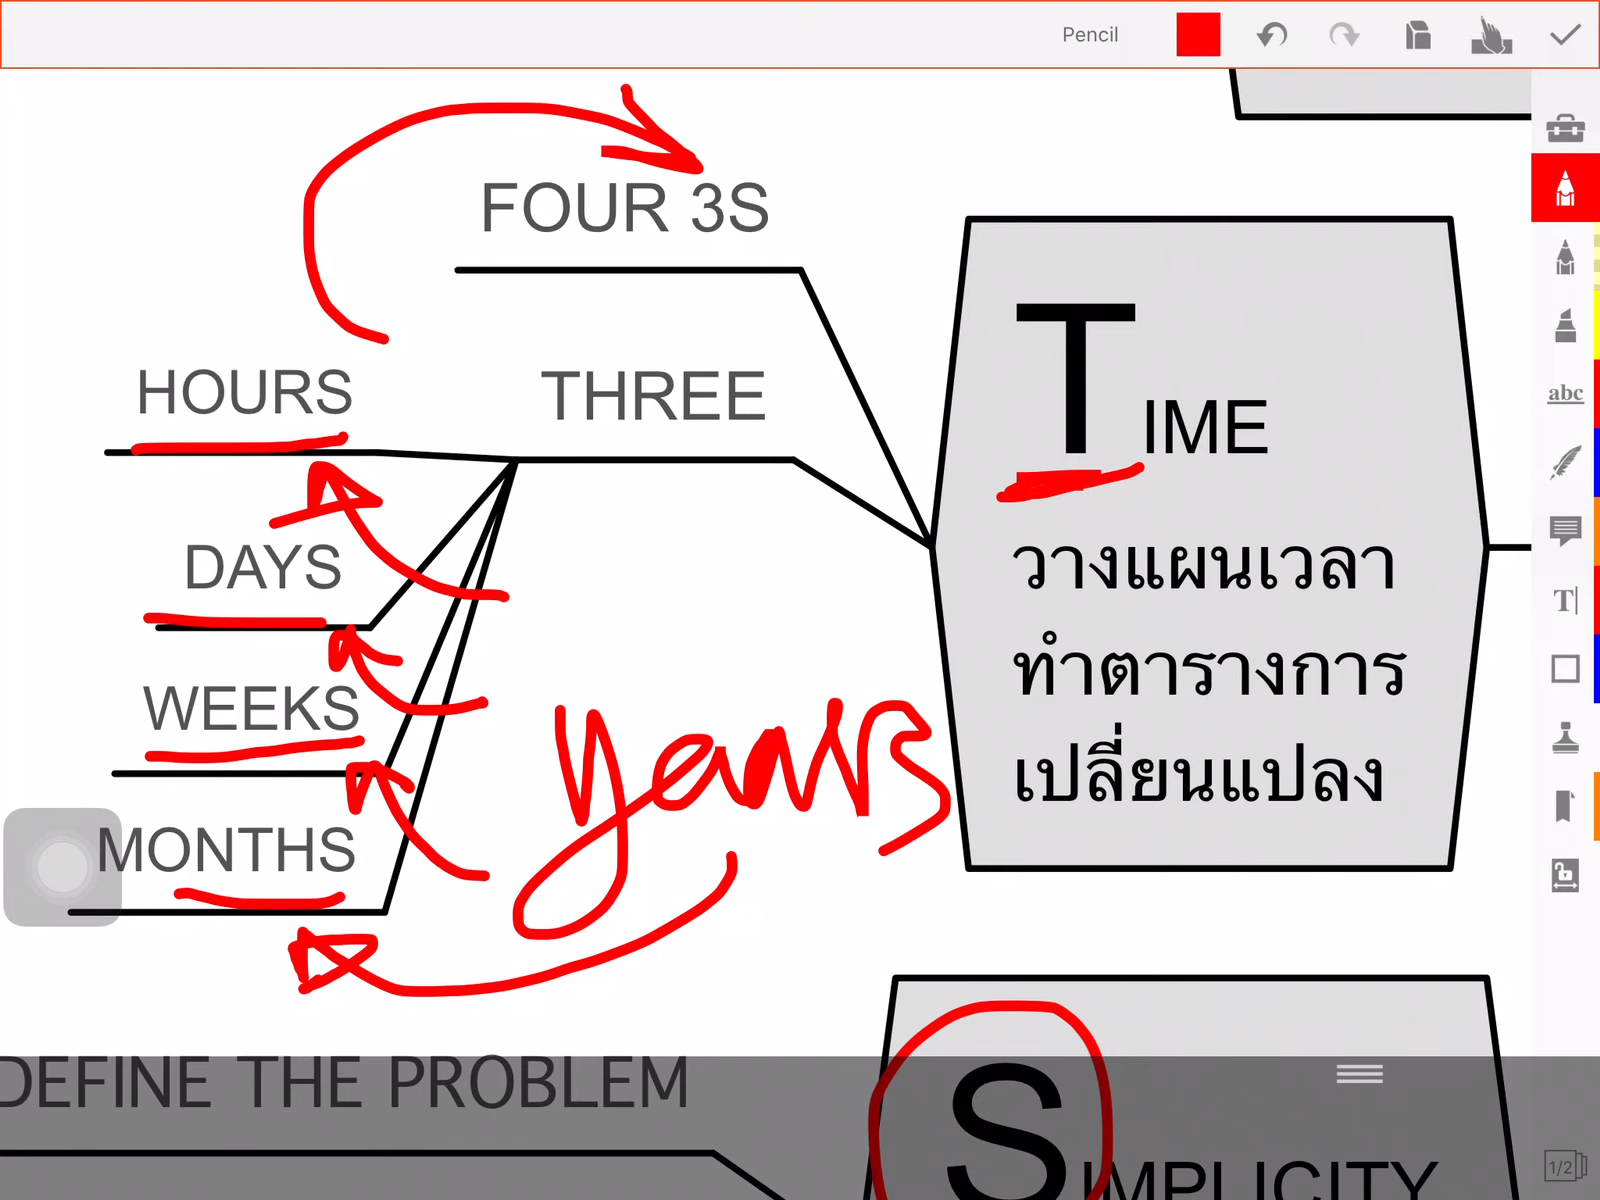 Pencil
FOUR 3S
HOURS
THREE
DAYS
WEEKS
MONTHS
years
TIME
วางแผนเวลา
ทำตารางการ
เปลี่ยนแปลง
DEFINE THE PROBLEM
SIMPLICITY
abc
T
1/2